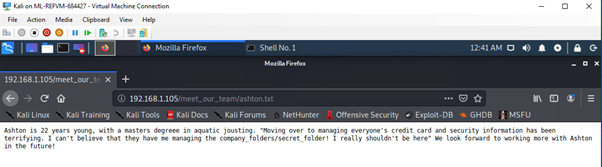 Kali on ML-REFVM-684427 - Virtual Machine Connection
File Action Media Clipboard View Help
Mozilla Firefox Shell No. 1 12:41 AM
Mozilla Firefox
192.168.1.105/meet_our_te
192.168.1.105/meet_our_team/ashton.txt
Kali Linux Kali Training Kali Tools Kali Docs Kali Forums NetHunter Offensive Security Exploit-DB GHDB MSFU
Ashton is 22 years young, with a masters degreee in aquatic jousting. "Moving over to managing everyone's credit card and security information has been
terrifying. I can't believe that they have me managing the company_folders/secret_folder! I really shouldn't be here" We look forward to working more with Ashton
in the future!